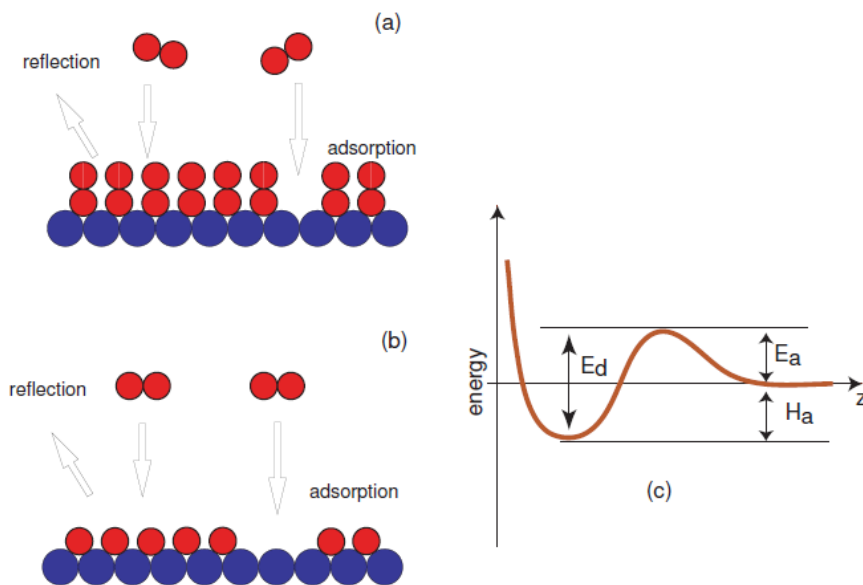 (a)
reflection
adsorption
(b)
reflection
adsorption
energy
Ed
Ea
Ha
z
(c)